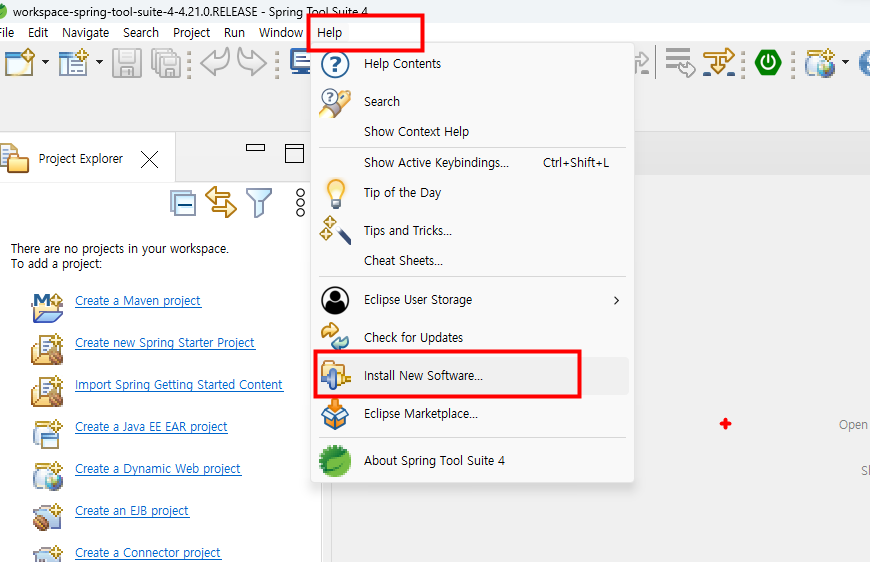 workspace-spring-tool-suite-4-4.21.0.RELEASE - Spring Tool Suite 4
File Edit Navigate Search Project Run Window Help
Help Contents
Search
Show Context Help
Show Active Keybindings... Ctrl+Shift+L
Tip of the Day
Tips and Tricks...
Cheat Sheets...
Eclipse User Storage
Check for Updates
Install New Software...
Eclipse Marketplace...
About Spring Tool Suite 4
Project Explorer
There are no projects in your workspace.
To add a project:
Create a Maven project
Create new Spring Starter Project
Import Spring Getting Started Content
Create a Java EE EAR project
Create a Dynamic Web project
Create an EJB project
Create a Connector project
Open